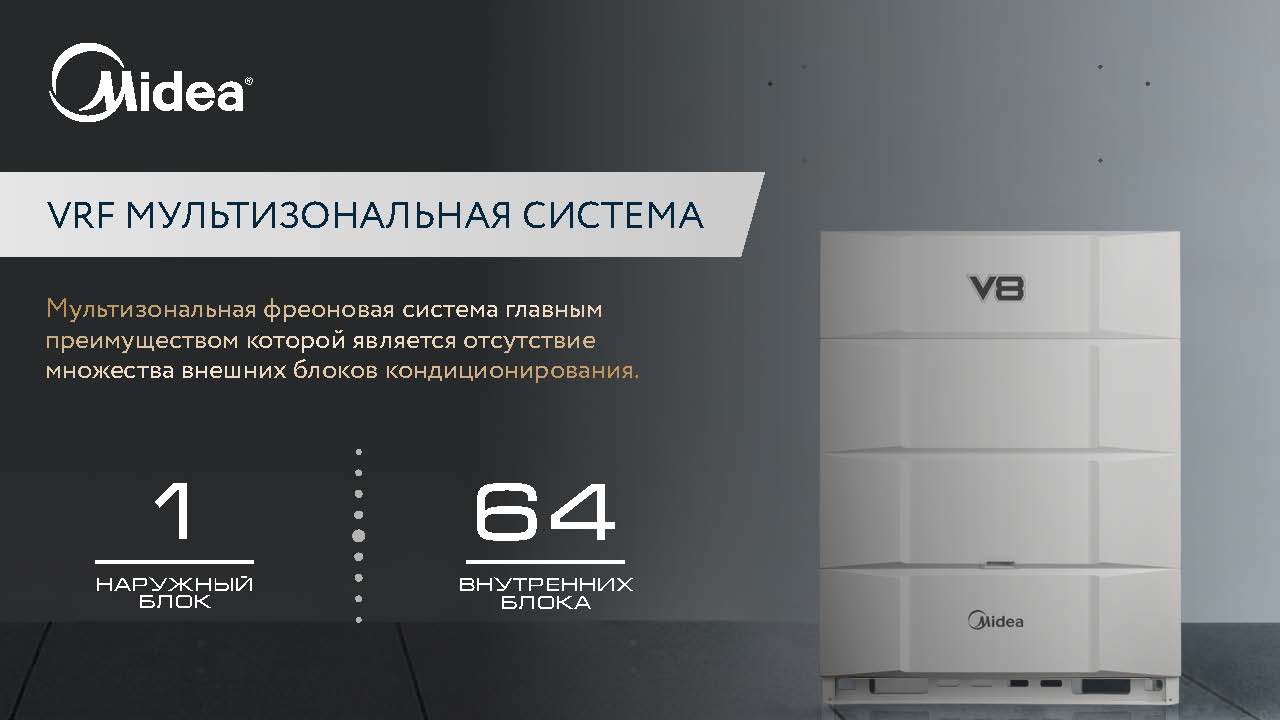 Midea®
VRF МУЛЬТИЗОНАЛЬНАЯ СИСТЕМА
Мультизональная фреоновая система главным
преимуществом которой является отсутствие
множества внешних блоков кондиционирования.
1
НАРУЖНЫЙ
БЛОК
64
ВНУТРЕННИХ
БЛОКА
V8
Midea